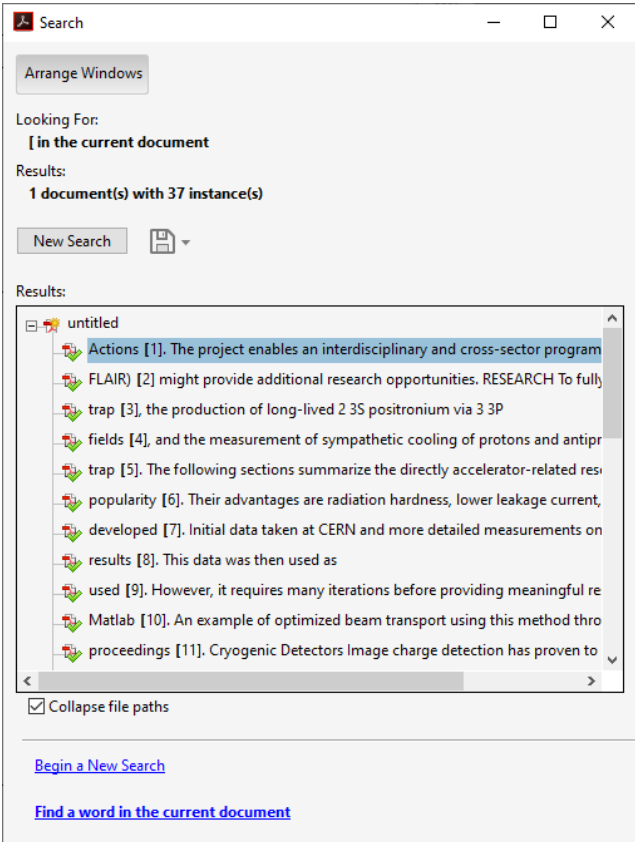 Search
Arrange Windows
Looking For:
[ in the current document
Results:
1 document(s) with 37 instance(s)
New Search
Results:
untitled
Actions [1]. The project enables an interdisciplinary and cross-sector program
FLAIR) [2] might provide additional research opportunities. RESEARCH To fully
trap [3], the production of long-lived 2 3S positronium via 3 3P
fields [4], and the measurement of sympathetic cooling of protons and antipr
trap [5]. The following sections summarize the directly accelerator-related res
popularity [6]. Their advantages are radiation hardness, lower leakage current,
developed [7]. Initial data taken at CERN and more detailed measurements on
results [8]. This data was then used as
used [9]. However, it requires many iterations before providing meaningful re
Matlab [10]. An example of optimized beam transport using this method thro
proceedings [11]. Cryogenic Detectors Image charge detection has proven to
Collapse file paths
Begin a New Search
Find a word in the current document